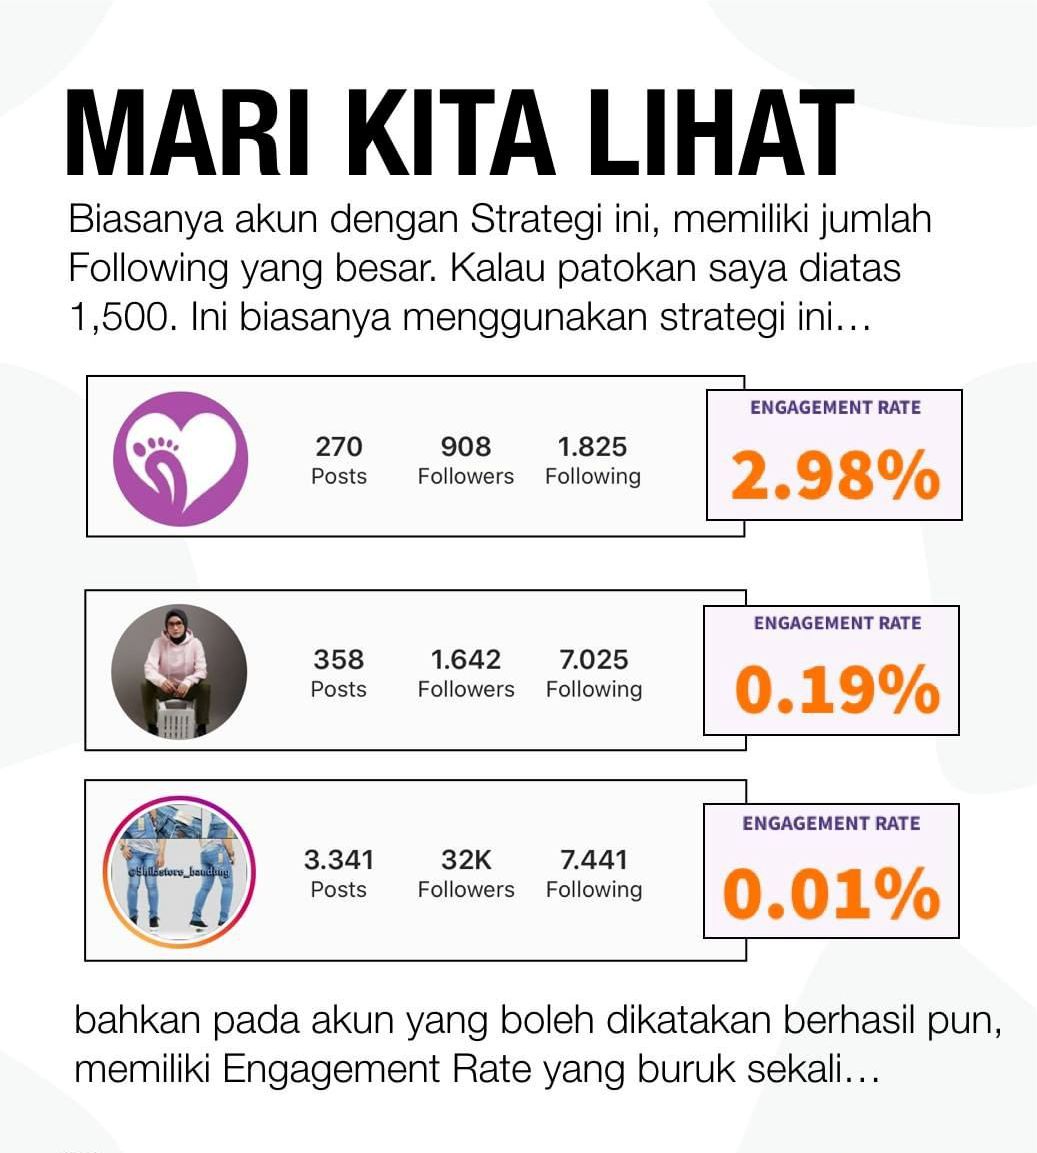 MARI KITA LIHAT
Biasanya akun dengan Strategi ini, memiliki jumlah
Following yang besar. Kalau patokan saya diatas
1,500. Ini biasanya menggunakan strategi ini...
270 908 1.825
Posts Followers Following
ENGAGEMENT RATE
2.98%
358 1.642 7.025
Posts Followers Following
ENGAGEMENT RATE
0.19%
@Shilastore_bandung
3.341 32K 7.441
Posts Followers Following
ENGAGEMENT RATE
0.01%
bahkan pada akun yang boleh dikatakan berhasil pun,
memiliki Engagement Rate yang buruk sekali...